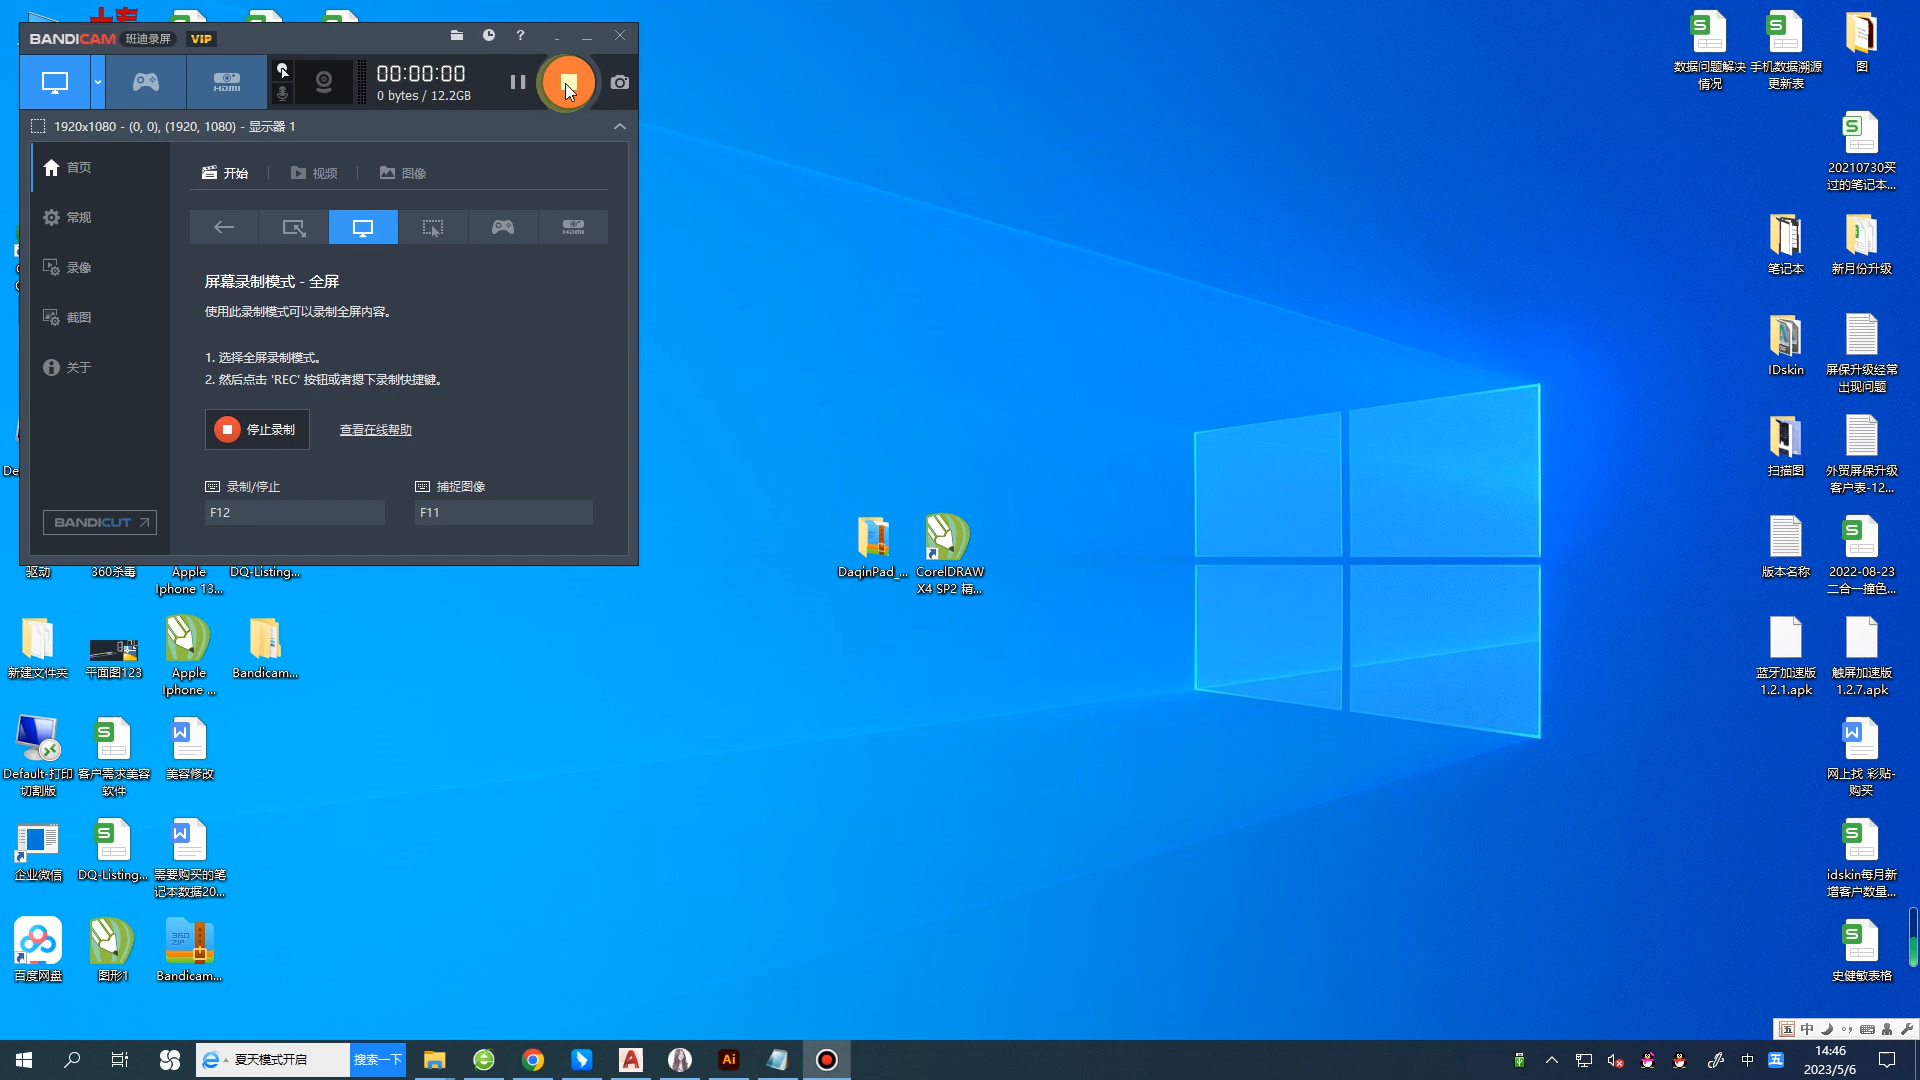 BANDICAM 班迪录屏 VIP
00:00:00
0 bytes / 12.2GB
HDMI
1920x1080 - (0, 0), (1920, 1080) - 显示器 1
首页
常规
录像
截图
关于
BANDICUT
开始 视频 图像
HDMI
屏幕录制模式 - 全屏
使用此录制模式可以录制全屏内容。
1. 选择全屏录制模式。
2. 然后点击 'REC' 按钮或者摁下录制快捷键。
停止录制 查看在线帮助
录制/停止 捕捉图像
F12 F11
驱动 360杀毒 Apple Iphone 13... DQ-Listing...
新建文件夹 平面图123 Apple Iphone ... Bandicam...
Default-打印切割版 客户需求美容软件 美容修改
企业微信 DQ-Listing... 需要购买的笔记本数据20...
百度网盘 图形1 Bandicam...
360 ZIP
DaqinPad_... CorelDRAW X4 SP2 精...
数据问题解决情况 手机数据溯源更新表 图
20210730买过的笔记本...
笔记本 新月份升级
IDskin 屏保升级经常出现问题
扫描图 外贸屏保升级客户表-12...
版本名称 2022-08-23二合一撞色...
蓝牙加速版1.2.1.apk 触屏加速版1.2.7.apk
网上找 彩贴-购买
idskin每月新增客户数量...
史健敏表格
五 中
夏天模式开启 搜索一下
Ai
中 五
14:46
2023/5/6